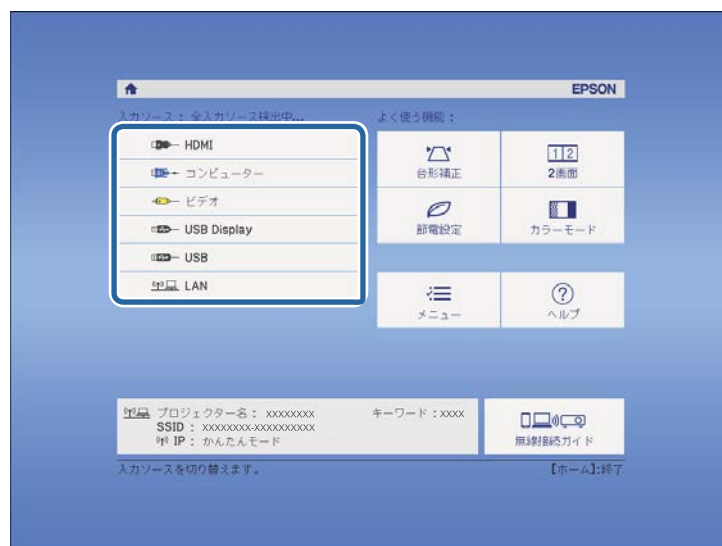 EPSON
入力ソース： 全入力ソース検出中...
HDMI
コンピューター
ビデオ
USB Display
USB
LAN
よく使う機能：
台形補正
1 2
2画面
節電設定
カラーモード
メニュー
?
ヘルプ
プロジェクター名： xxxxxxxx
キーワード：xxxx
SSID： xxxxxxxx-xxxxxxxxxx
IP： かんたんモード
無線接続ガイド
入力ソースを切り替えます。
【ホーム】:終了